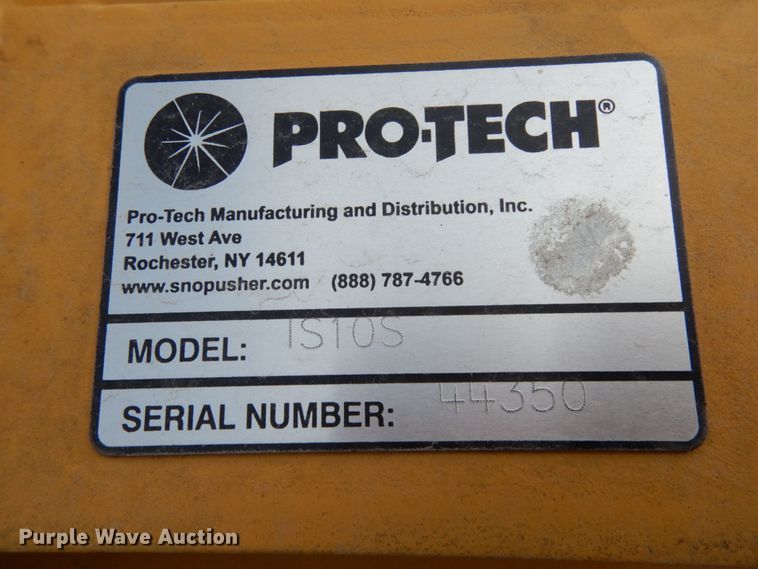 PRO-TECH®
Pro-Tech Manufacturing and Distribution, Inc.
711 West Ave
Rochester, NY 14611
www.snopusher.com (888) 787-4766
MODEL: IS10S
SERIAL NUMBER: 44350
Purple Wave Auction